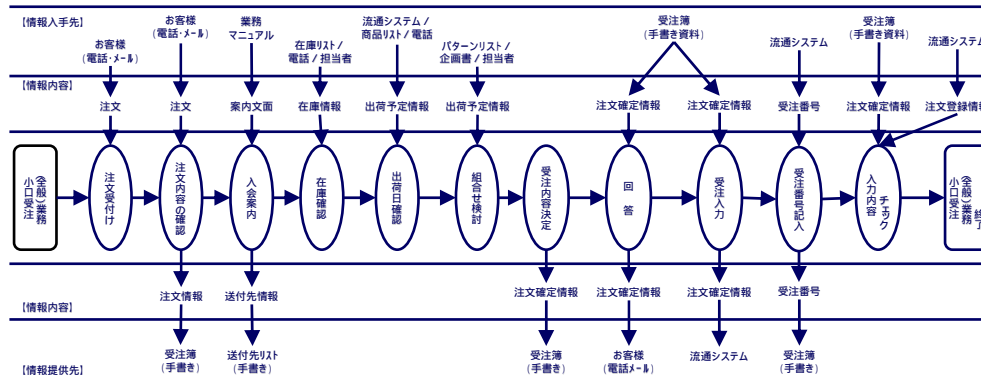 【情報入手先】
お客様
(電話・メール)
お客様
(電話・メール)
業務
マニュアル
在庫リスト/
電話/担当者
流通システム/
商品リスト/電話
パターンリスト/
企画書/担当者
受注簿
(手書き資料)
流通システム
受注簿
(手書き資料)
流通システム
【情報内容】
注文
注文
案内文面
在庫情報
出荷予定情報
出荷予定情報
注文確定情報
注文確定情報
受注番号
注文確定情報
注文登録情報
小口受注
(全般)業務
注文受付け
注文内容の確認
入会案内
在庫確認
出荷日確認
組合せ検討
受注内容決定
回答
受注入力
受注番号記入
入力内容
チェック
小口受注
(全般)業務
終了
【情報内容】
注文情報
送付先情報
注文確定情報
注文確定情報
注文確定情報
受注番号
【情報提供先】
受注簿
(手書き)
送付先リスト
(手書き)
受注簿
(手書き)
お客様
(電話メール)
流通システム
受注簿
(手書き)